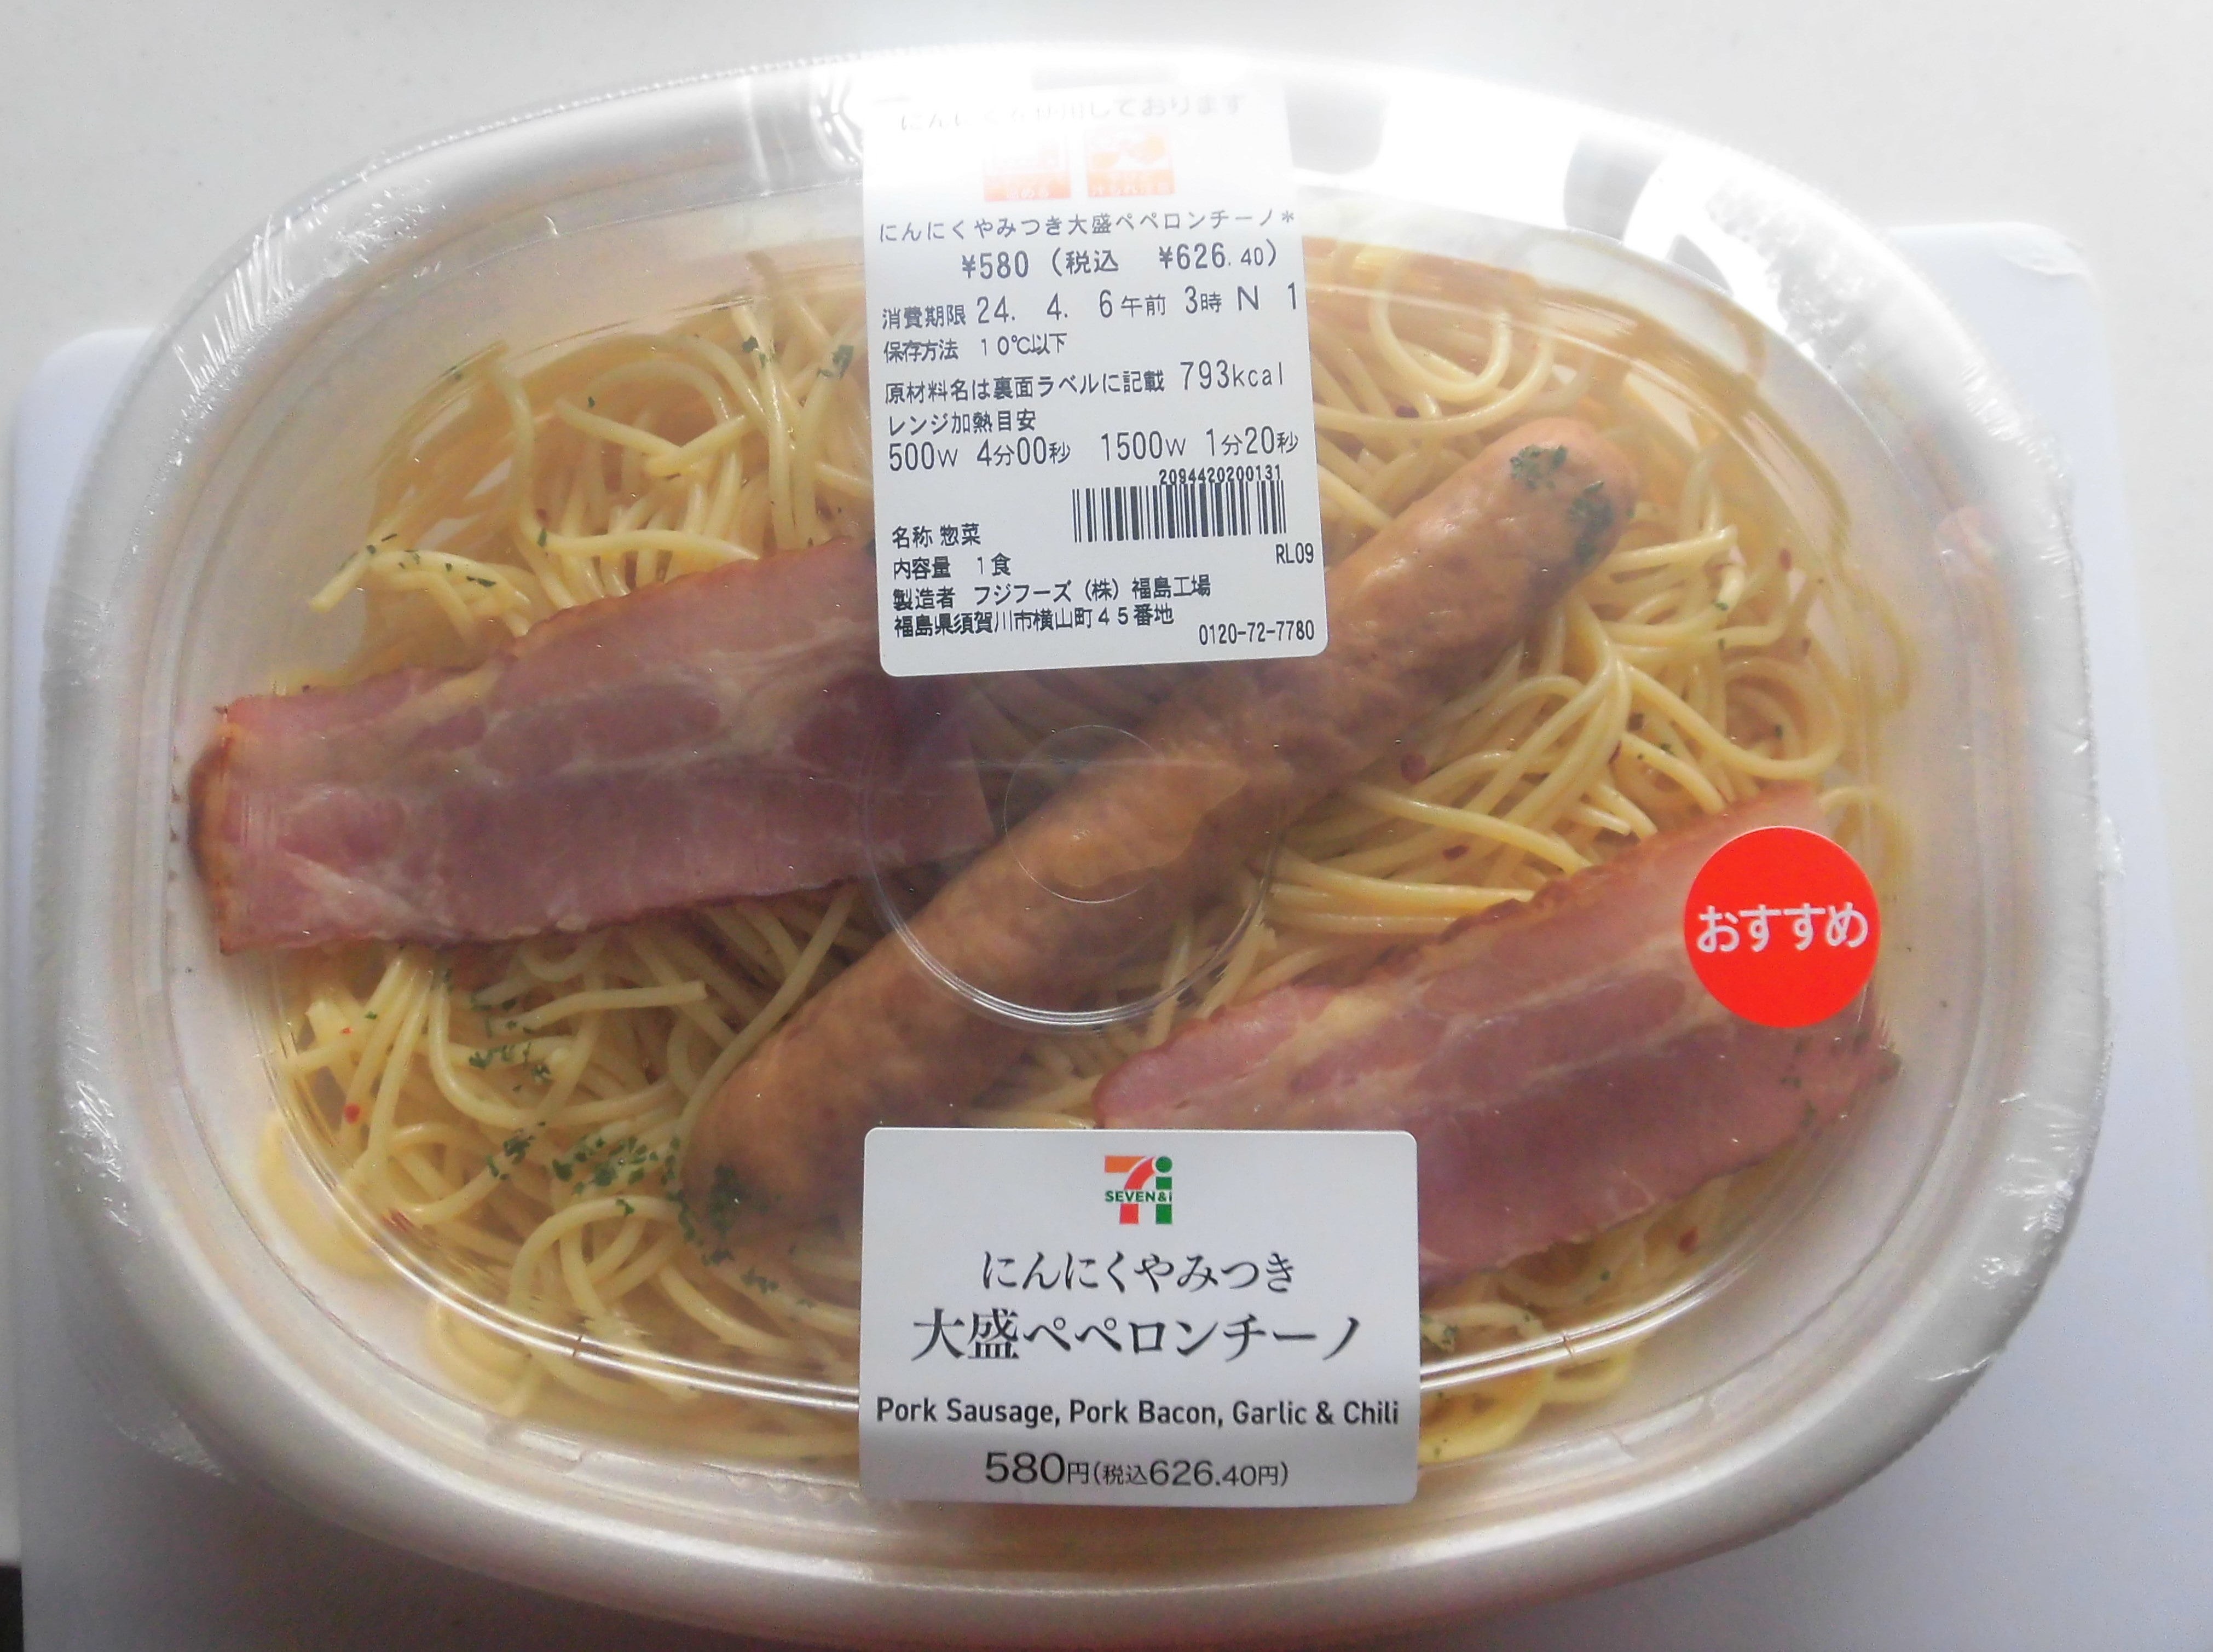 しております
にんにくやみつき大盛ペペロンチーノ*
¥580 (税込 ¥626.40)
消費期限 24. 4. 6午前 3時 N 1
保存方法 10℃以下
原材料名は裏面ラベルに記載 793kcal
レンジ加熱目安
500W 4分00秒 1500W 1分20秒
2094420200131
名称 惣菜
内容量 1食
RL09
製造者 フジフーズ(株)福島工場
福島県須賀川市横山町45番地
0120-72-7780
おすすめ
SEVEN&i
にんにくやみつき
大盛ペペロンチーノ
Pork Sausage, Pork Bacon, Garlic & Chili
580円(税込626.40円)